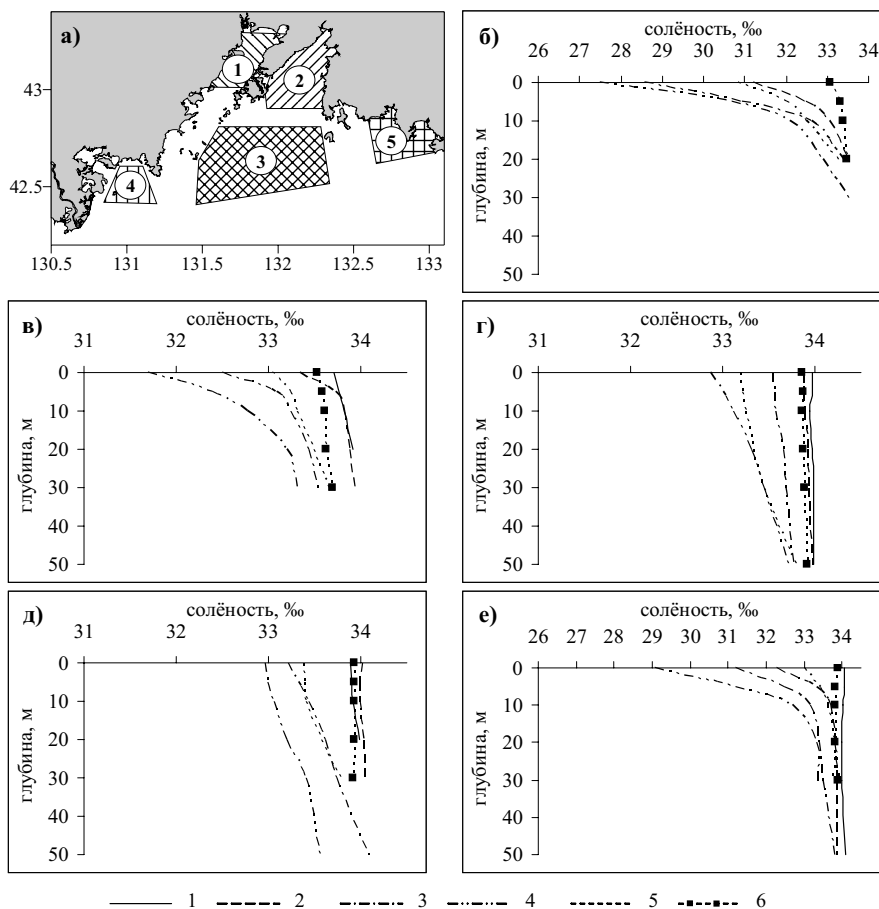 а)
43
42.5
130.5 131 131.5 132 132.5 133
1
2
3
4
5
б)
солёность, ‰
26 27 28 29 30 31 32 33 34
0
10
20
30
40
50
глубина, м
в)
солёность, ‰
31 32 33 34
0
10
20
30
40
50
глубина, м
г)
солёность, ‰
31 32 33 34
0
10
20
30
40
50
глубина, м
д)
солёность, ‰
31 32 33 34
0
10
20
30
40
50
глубина, м
е)
солёность, ‰
26 27 28 29 30 31 32 33 34
0
10
20
30
40
50
глубина, м
1 2 3 4 5 6